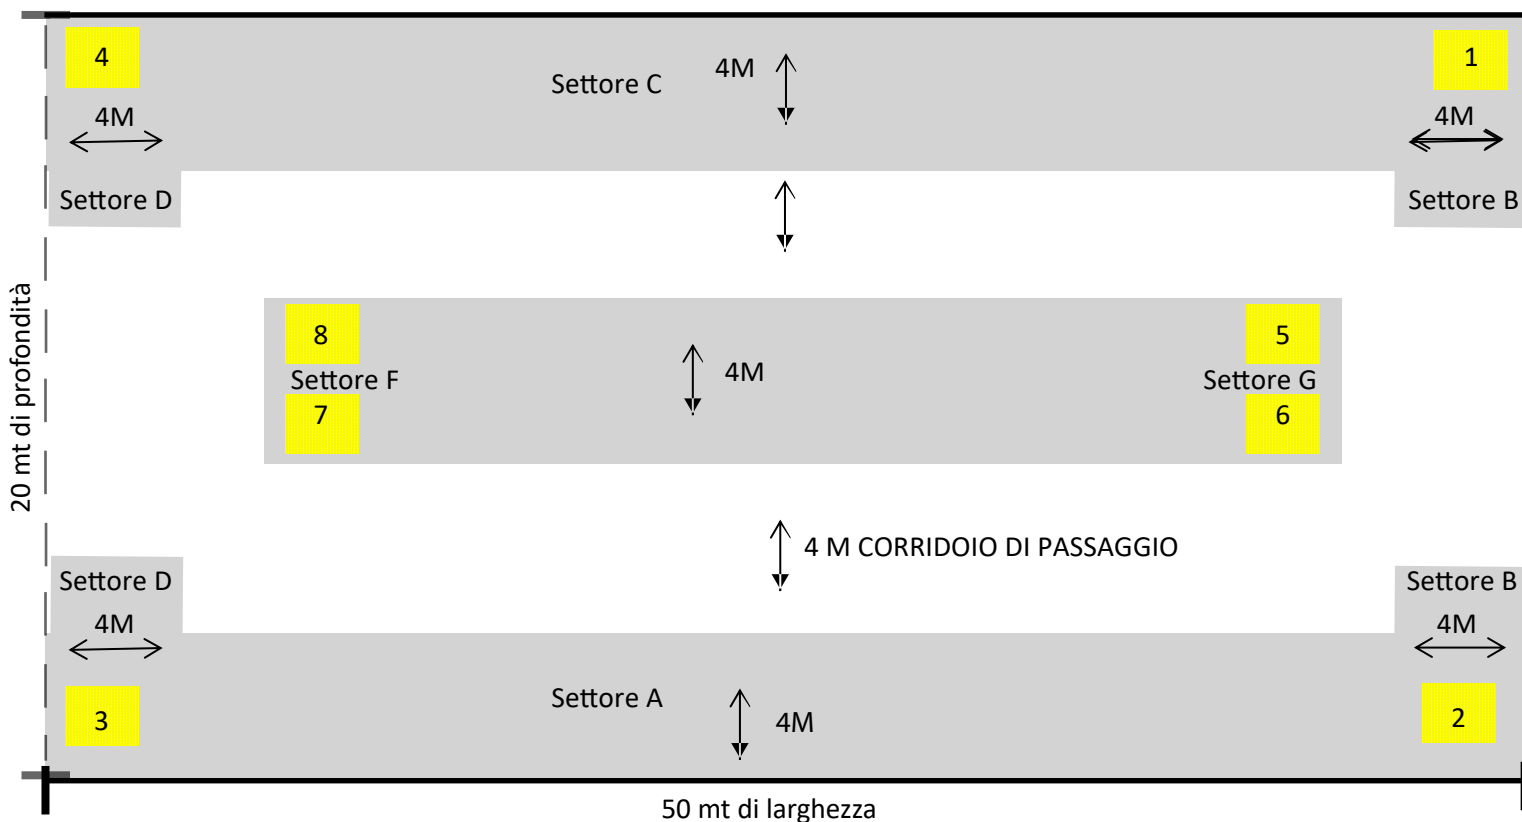 4
Settore C
4M
1
4M
4M
Settore D
Settore B
20 mt di profondità
8
5
Settore F
4M
Settore G
7
6
4 M CORRIDOIO DI PASSAGGIO
Settore D
Settore B
4M
4M
Settore A
3
4M
2
50 mt di larghezza